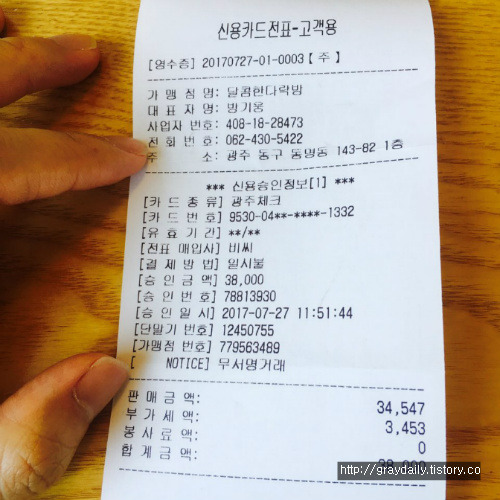 신용카드전표-고객용
[영수증] 20170727-01-0003 【 주 】
가 맹 점 명: 달콤한다락방
대 표 자 명: 방기웅
사업자 번호: 408-18-28473
전 화 번 호: 062-430-5422
주 소: 광주 동구 동명동 143-82 1층
*** 신용승인정보[1] ***
[카 드 종 류] 광주체크
[카 드 번 호] 9530-04**-****-1332
[유 효 기 간] **/**
[전표 매입사] 비씨
[결 제 방 법] 일시불
[승 인 금 액] 38,000
[승 인 번 호] 78813930
[승 인 일 시] 2017-07-27 11:51:44
[단말기 번호] 12450755
[가맹점 번호] 779563489
[ NOTICE] 무서명거래
판 매 금 액: 34,547
부 가 세 액: 3,453
봉 사 료 액: 0
합 계 금 액:
http://graydaily.tistory.co